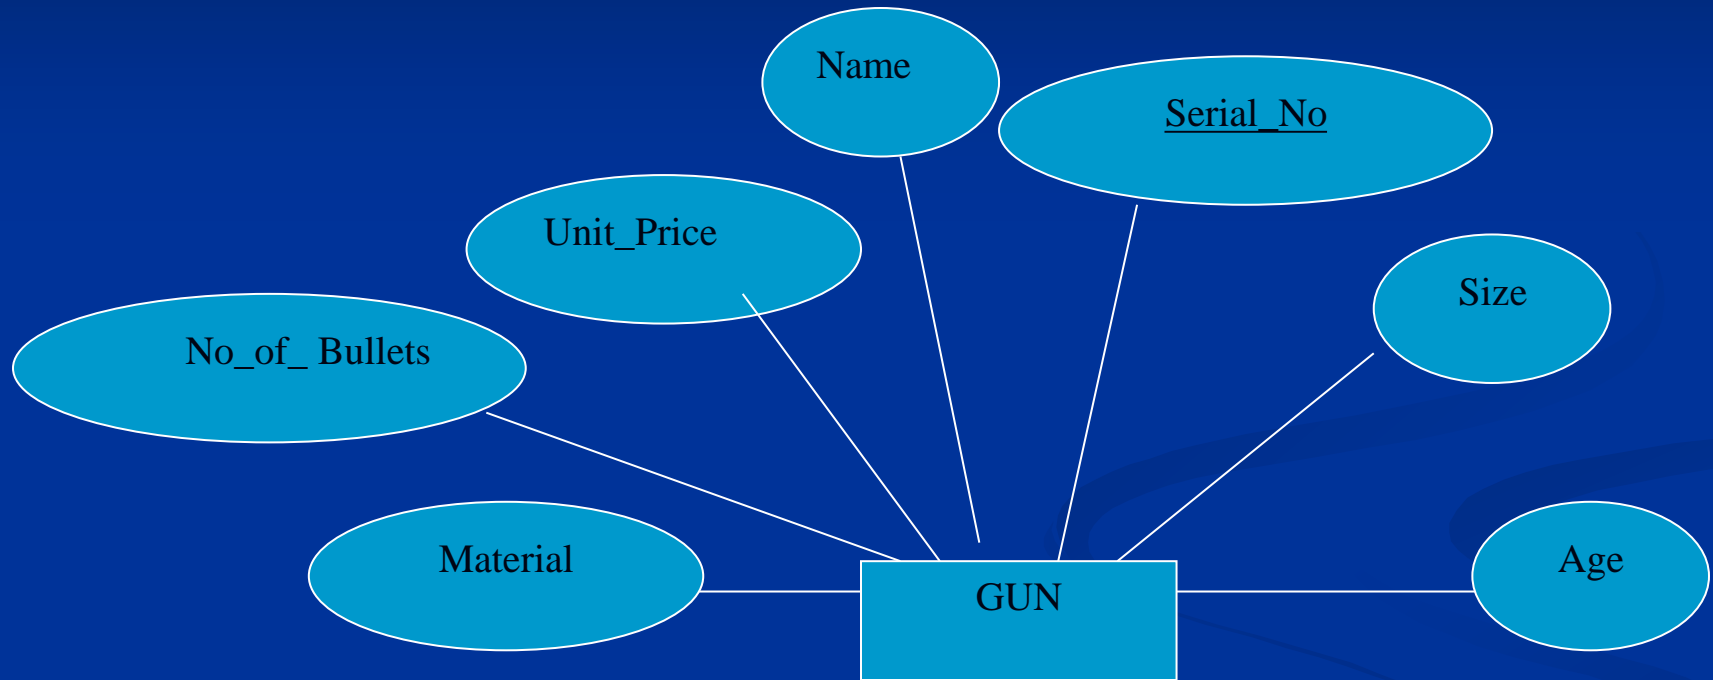 Name
Serial_No
Unit_Price
Size
No_of_ Bullets
Material
GUN
Age